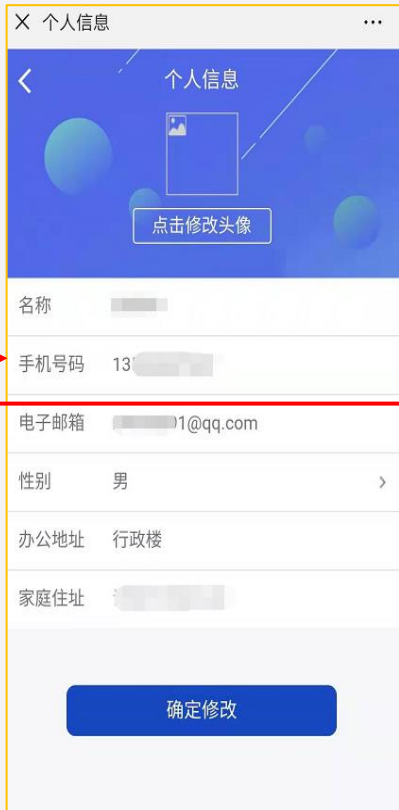 个人信息
个人信息
点击修改头像
名称
手机号码 13
电子邮箱 01@qq.com
性别 男
办公地址 行政楼
家庭住址
确定修改